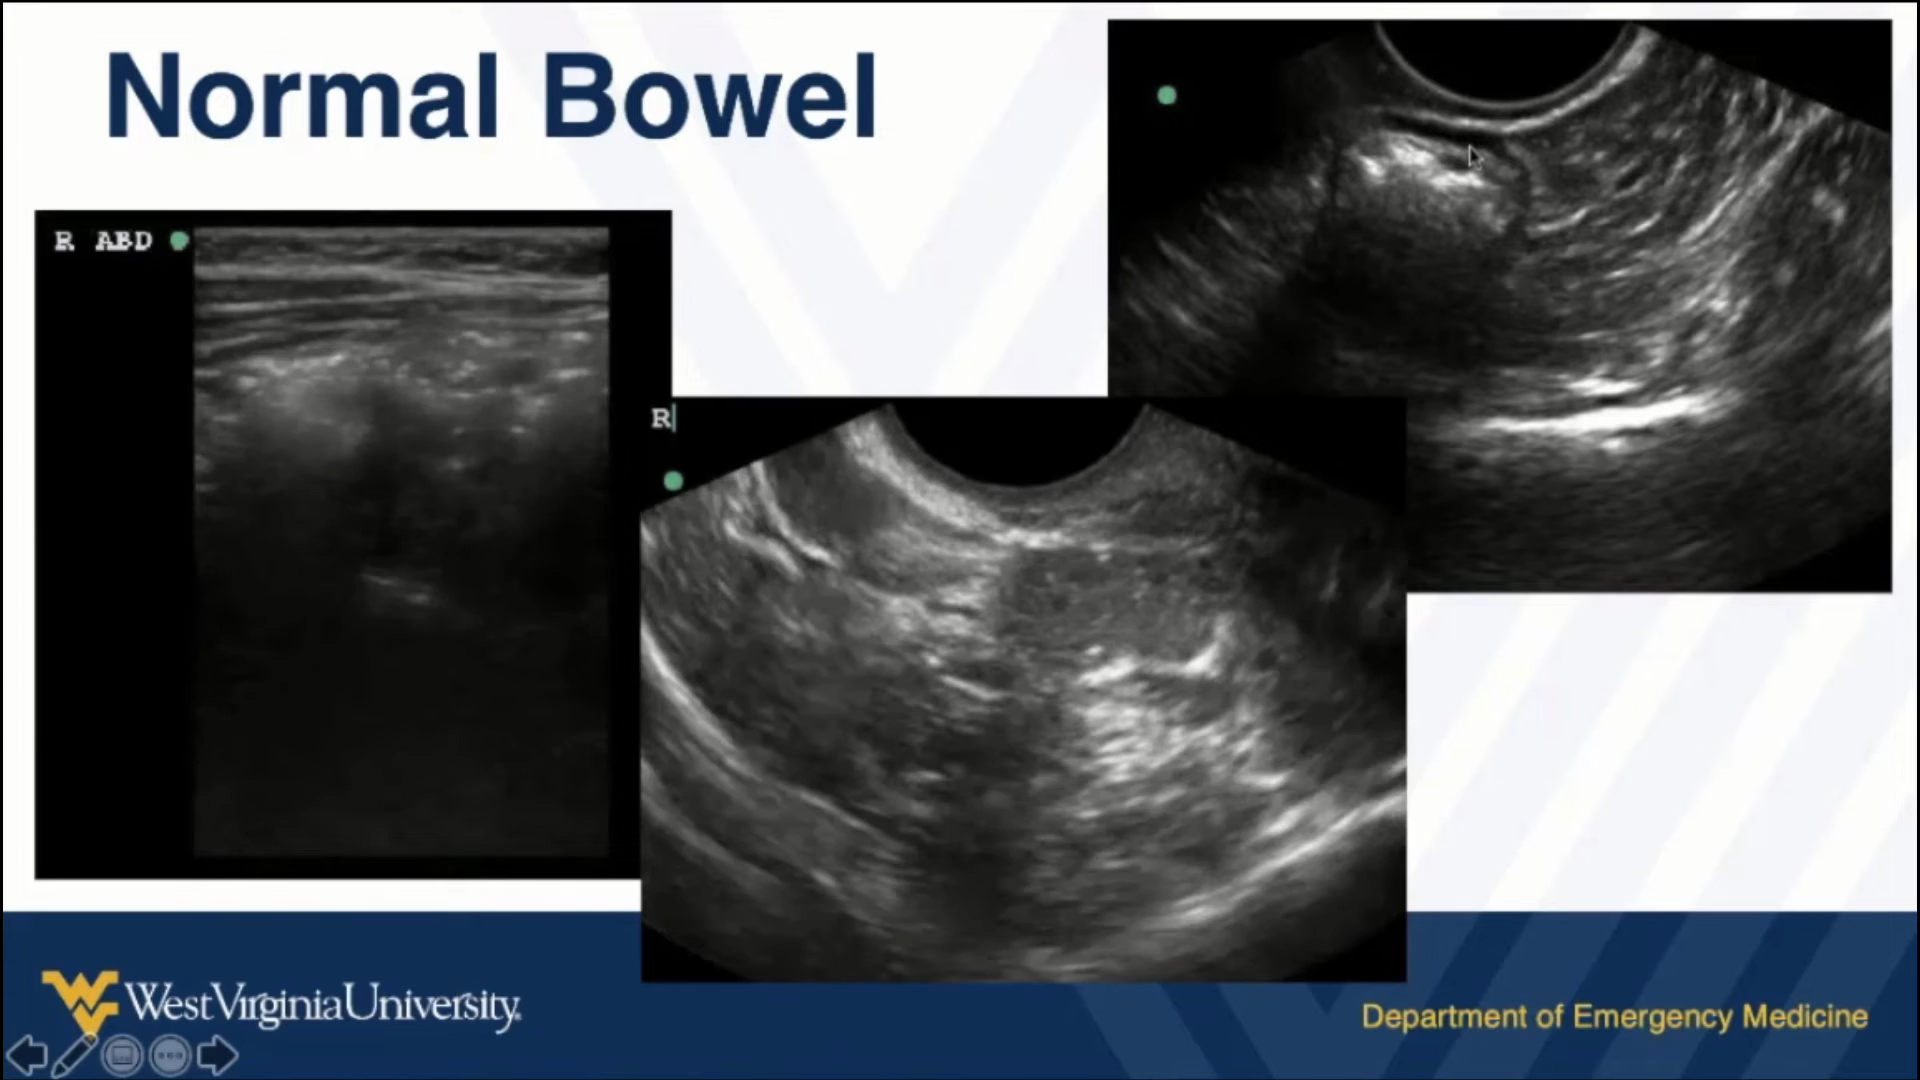 Normal Bowel
R ABD
R
WestVirginiaUniversity.
Department of Emergency Medicine